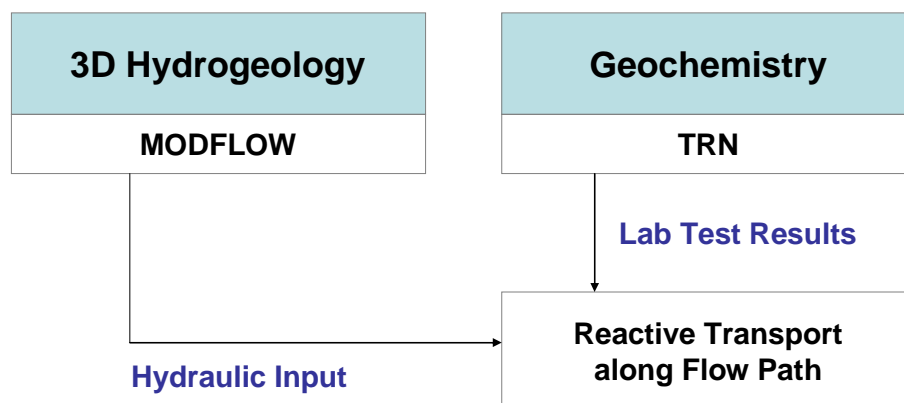 3D Hydrogeology
MODFLOW
Geochemistry
TRN
Lab Test Results
Hydraulic Input
Reactive Transport
along Flow Path